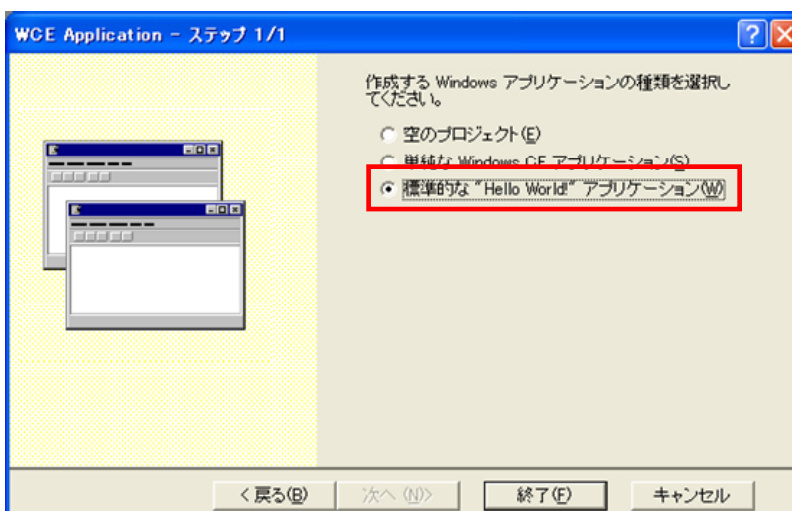 WCE Application - ステップ 1/1
作成する Windows アプリケーションの種類を選択し
てください。
空のプロジェクト(E)
単純な Windows CE アプリケーション(S)
標準的な "Hello World!" アプリケーション(W)
< 戻る(B)
次へ (N)>
終了(F)
キャンセル